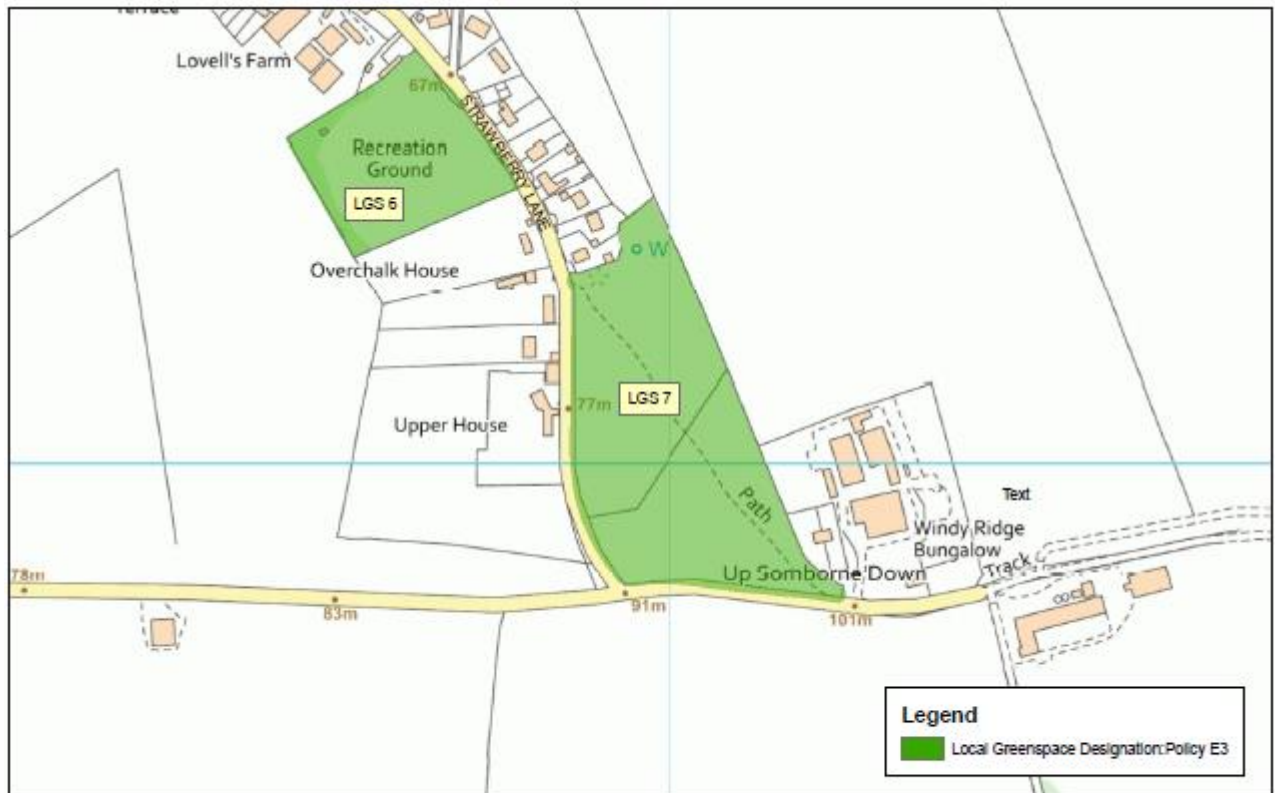 Lovell's Farm
67m
STRAWBERRY LANE
Recreation
Ground
LGS 6
W
Overchalk House
LGS 7
77m
Upper House
Path
Text
Windy Ridge
Bungalow
Track
Up Somborne Down
78m
83m
91m
101m
Legend
Local Greenspace Designation:Policy E3